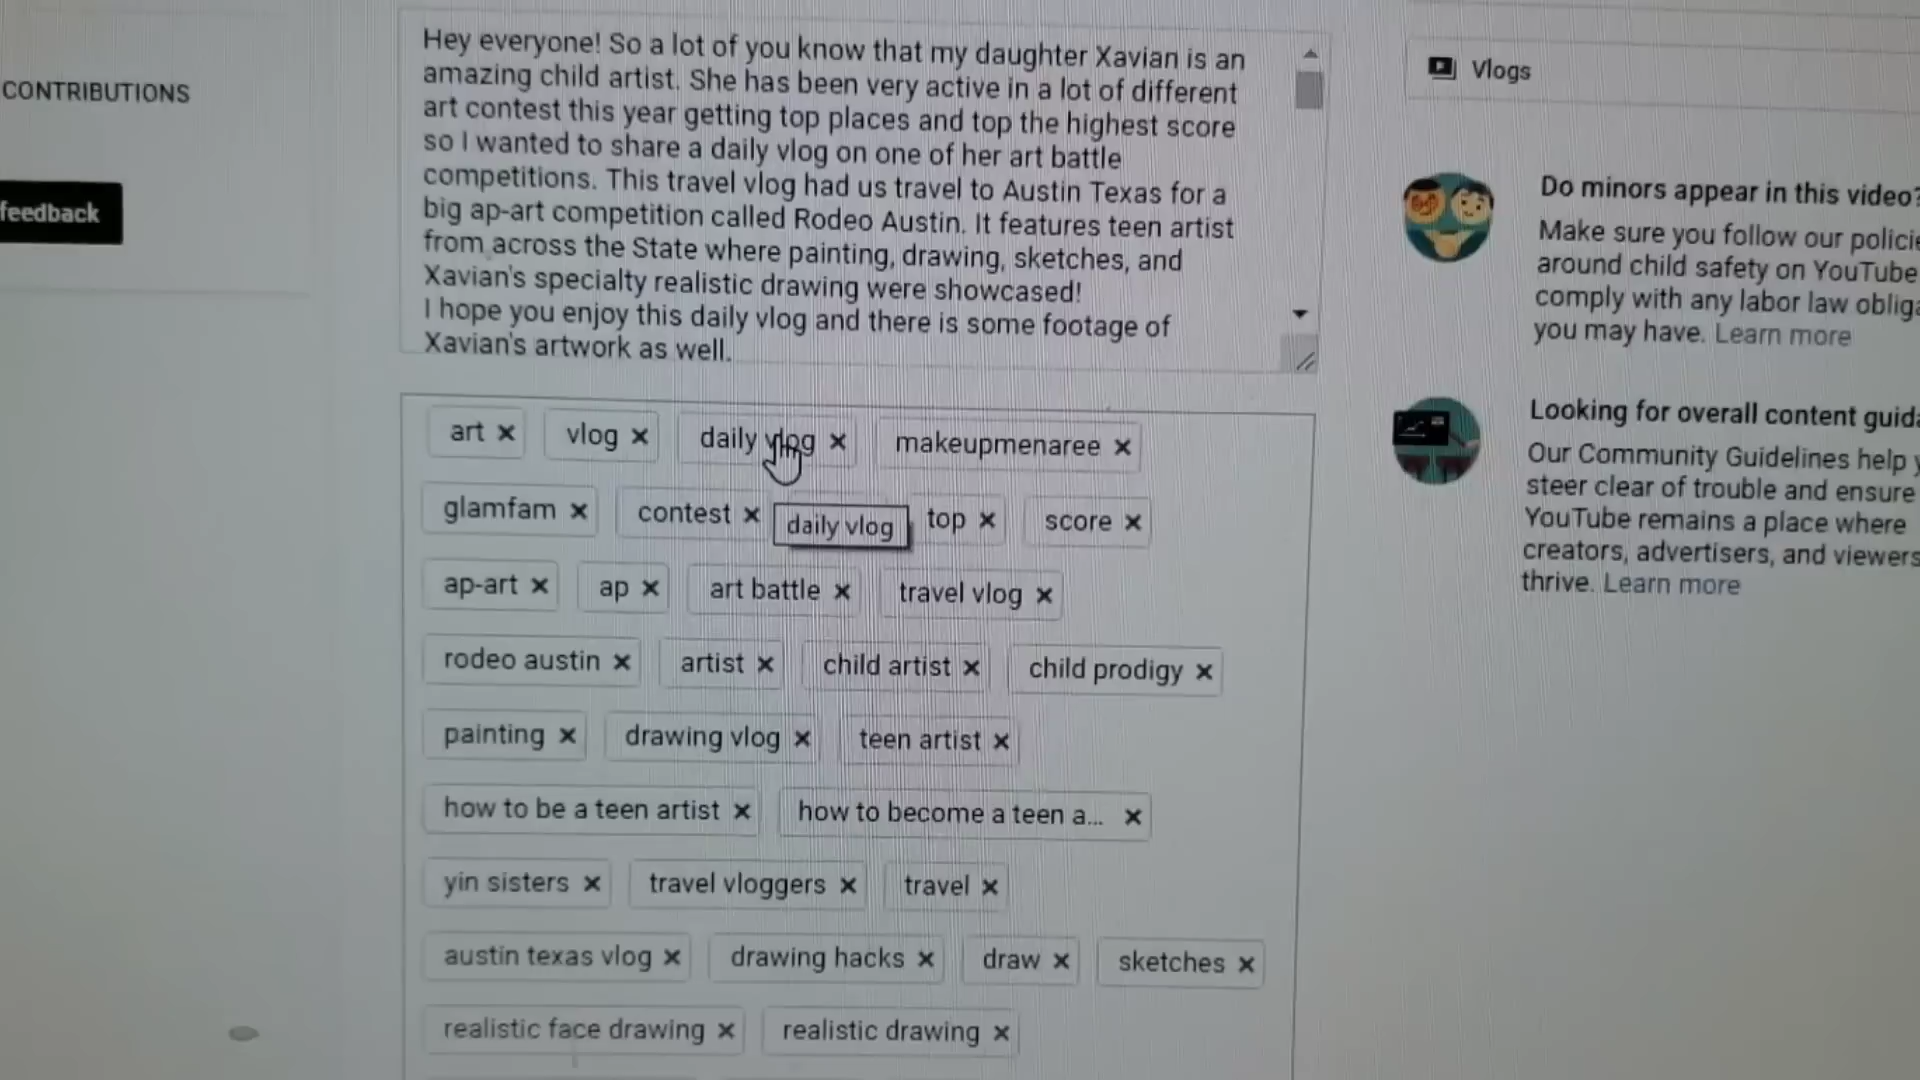 CONTRIBUTIONS
feedback
Hey everyone! So a lot of you know that my daughter Xavian is an
amazing child artist. She has been very active in a lot of different
art contest this year getting top places and top the highest score
so I wanted to share a daily vlog on one of her art battle
competitions. This travel vlog had us travel to Austin Texas for a
big ap-art competition called Rodeo Austin. It features teen artist
from across the State where painting, drawing, sketches, and
Xavian's specialty realistic drawing were showcased!
I hope you enjoy this daily vlog and there is some footage of
Xavian's artwork as well.
art × vlog × daily vlog × makeupmenaree ×
glamfam × contest × daily vlog top × score ×
ap-art × ap × art battle × travel vlog ×
rodeo austin × artist × child artist × child prodigy ×
painting × drawing vlog × teen artist ×
how to be a teen artist × how to become a teen a... ×
yin sisters × travel vloggers × travel ×
austin texas vlog × drawing hacks × draw × sketches ×
realistic face drawing × realistic drawing ×
Vlogs
Do minors appear in this video?
Make sure you follow our policie
around child safety on YouTube
comply with any labor law obliga
you may have. Learn more
Looking for overall content guida
Our Community Guidelines help y
steer clear of trouble and ensure
YouTube remains a place where
creators, advertisers, and viewers
thrive. Learn more